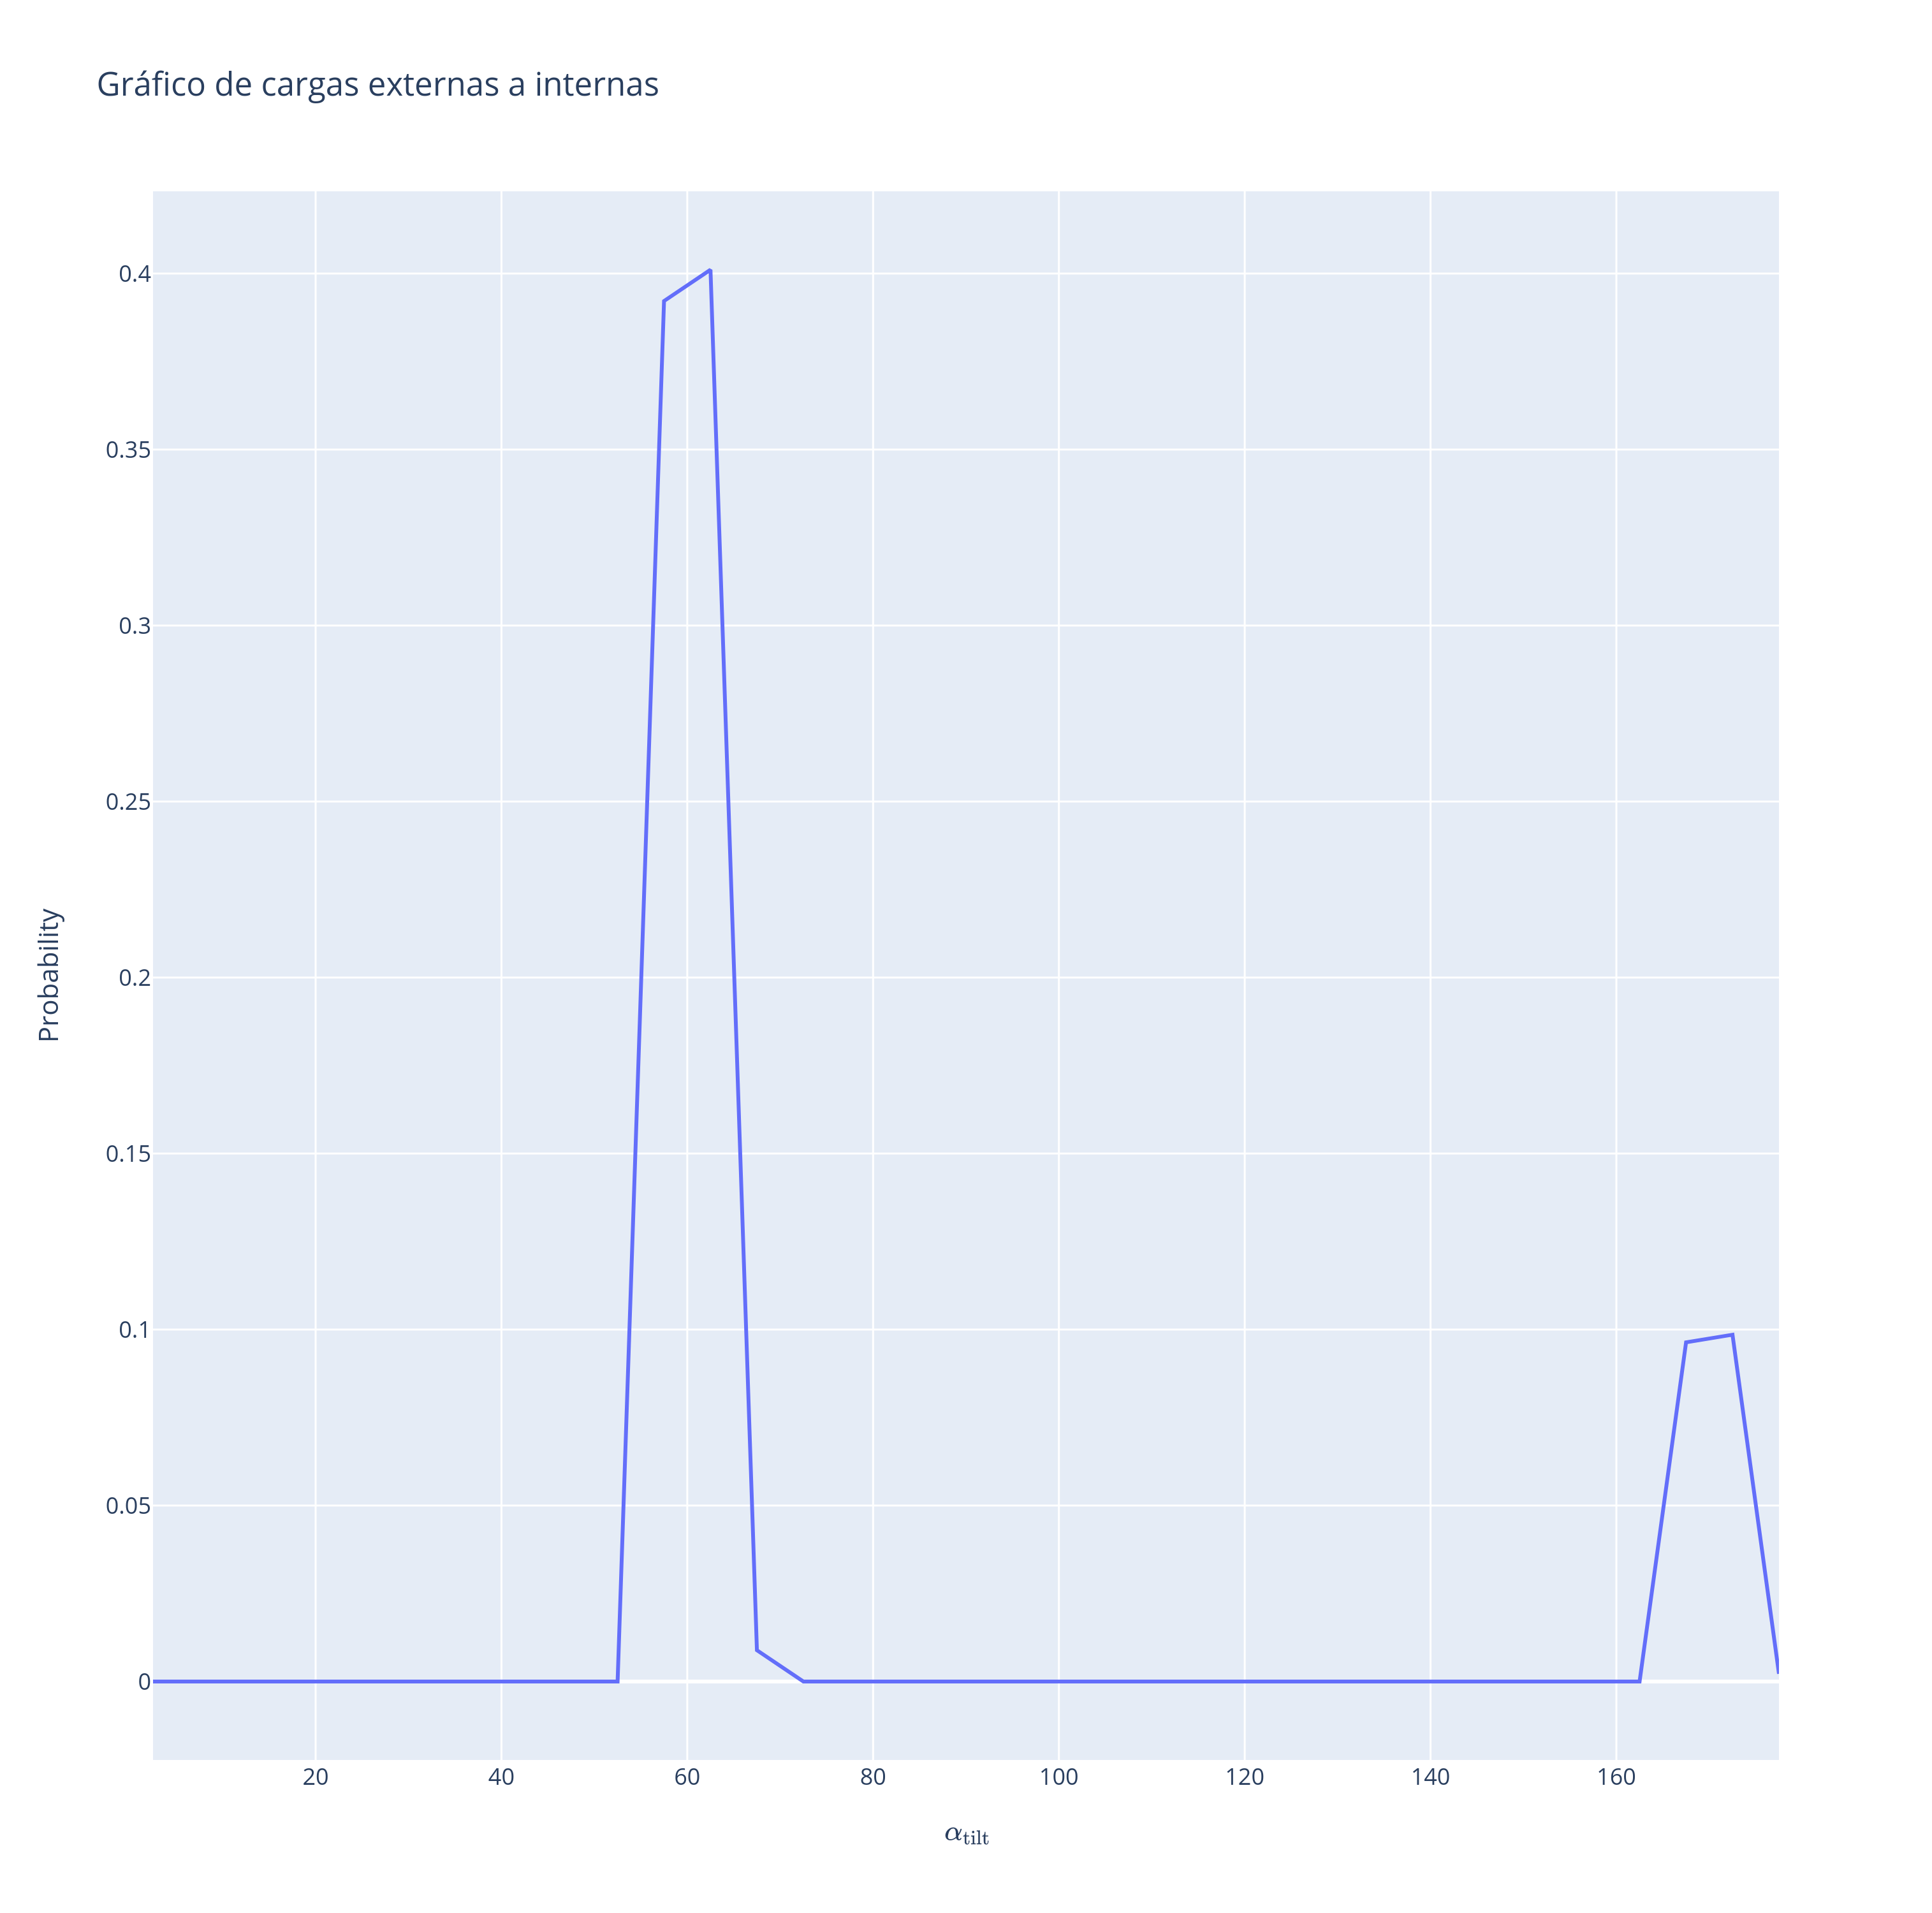 Gráfico de cargas externas a internas
0.4
0.35
0.3
0.25
0.2
0.15
0.1
0.05
0
Probability
20 40 60 80 100 120 140 160
α_tilt